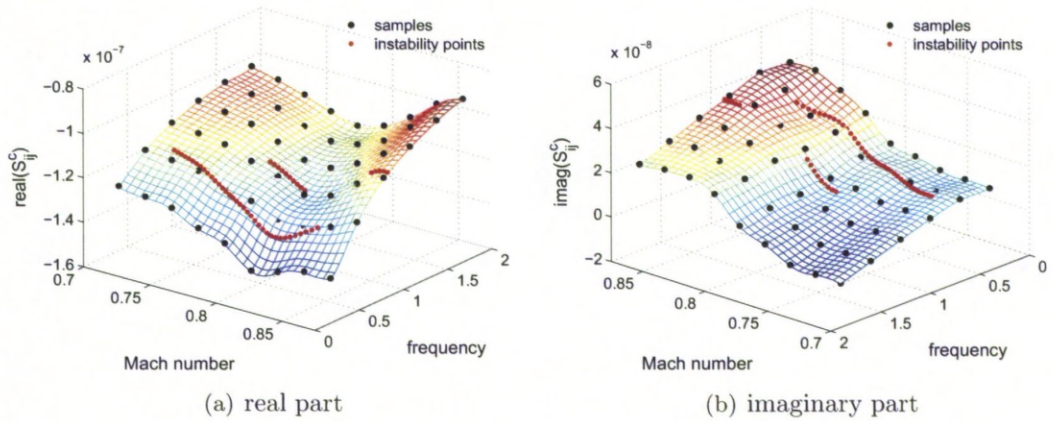 samples
instability points
x 10⁻⁷
−0.8
−1
−1.2
−1.4
−1.6
real(S^c_ij)
0.7
0.75
0.8
0.85
Mach number
0
0.5
1
1.5
2
frequency
(a) real part
samples
instability points
x 10⁻⁸
6
4
2
0
−2
imag(S^c_ij)
0.85
0.8
0.75
0.7
Mach number
2
1.5
1
0.5
0
frequency
(b) imaginary part